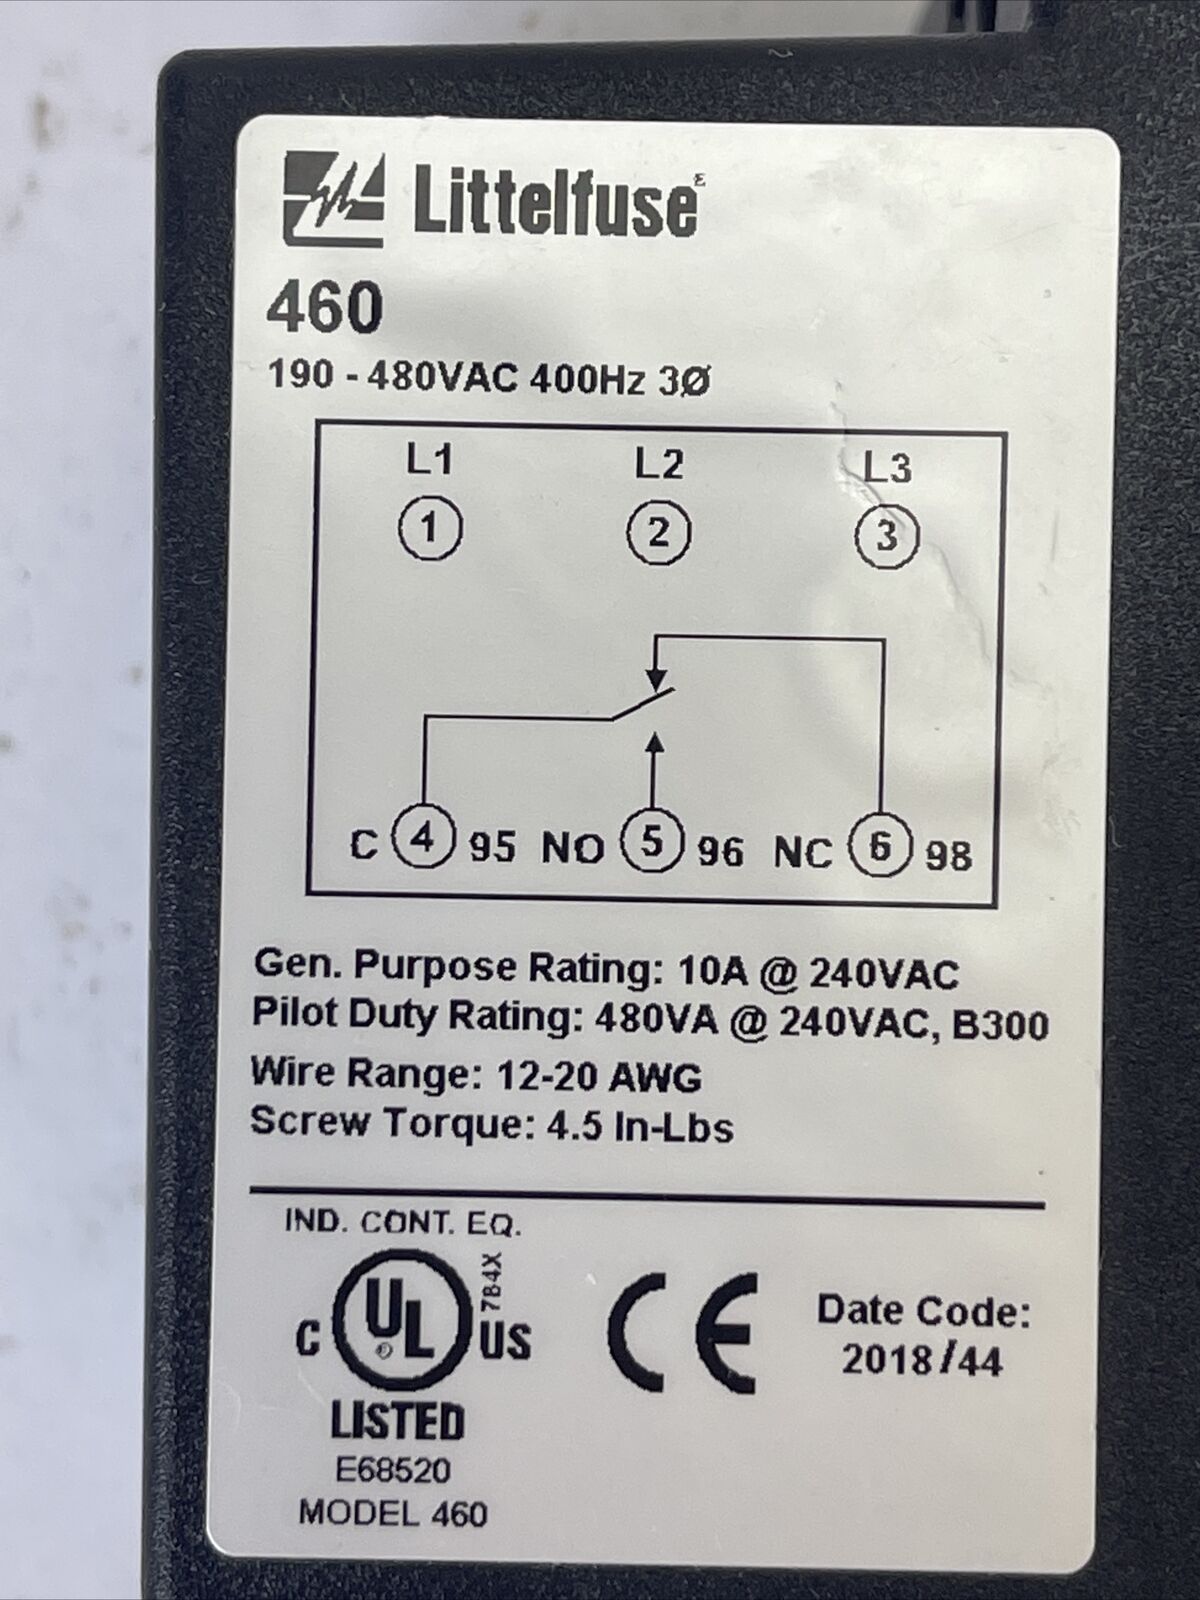 Littelfuse
460
190 - 480VAC 400Hz 3Ø
L1 L2 L3
1 2 3
C 4 95 NO 5 96 NC 6 98
Gen. Purpose Rating: 10A @ 240VAC
Pilot Duty Rating: 480VA @ 240VAC, B300
Wire Range: 12-20 AWG
Screw Torque: 4.5 In-Lbs
IND. CONT. EQ.
C UL US
784X
LISTED
E68520
MODEL 460
CE
Date Code:
2018/44